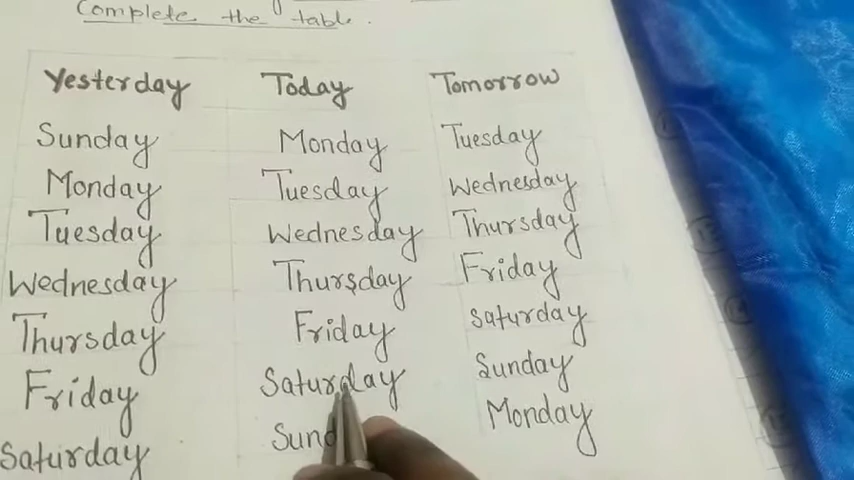 Complete the table.
Yesterday Today Tomorrow
Sunday Monday Tuesday
Monday Tuesday Wednesday
Tuesday Wednesday Thursday
Wednesday Thursday Friday
Thursday Friday Saturday
Friday Saturday Sunday
Saturday Sund Monday